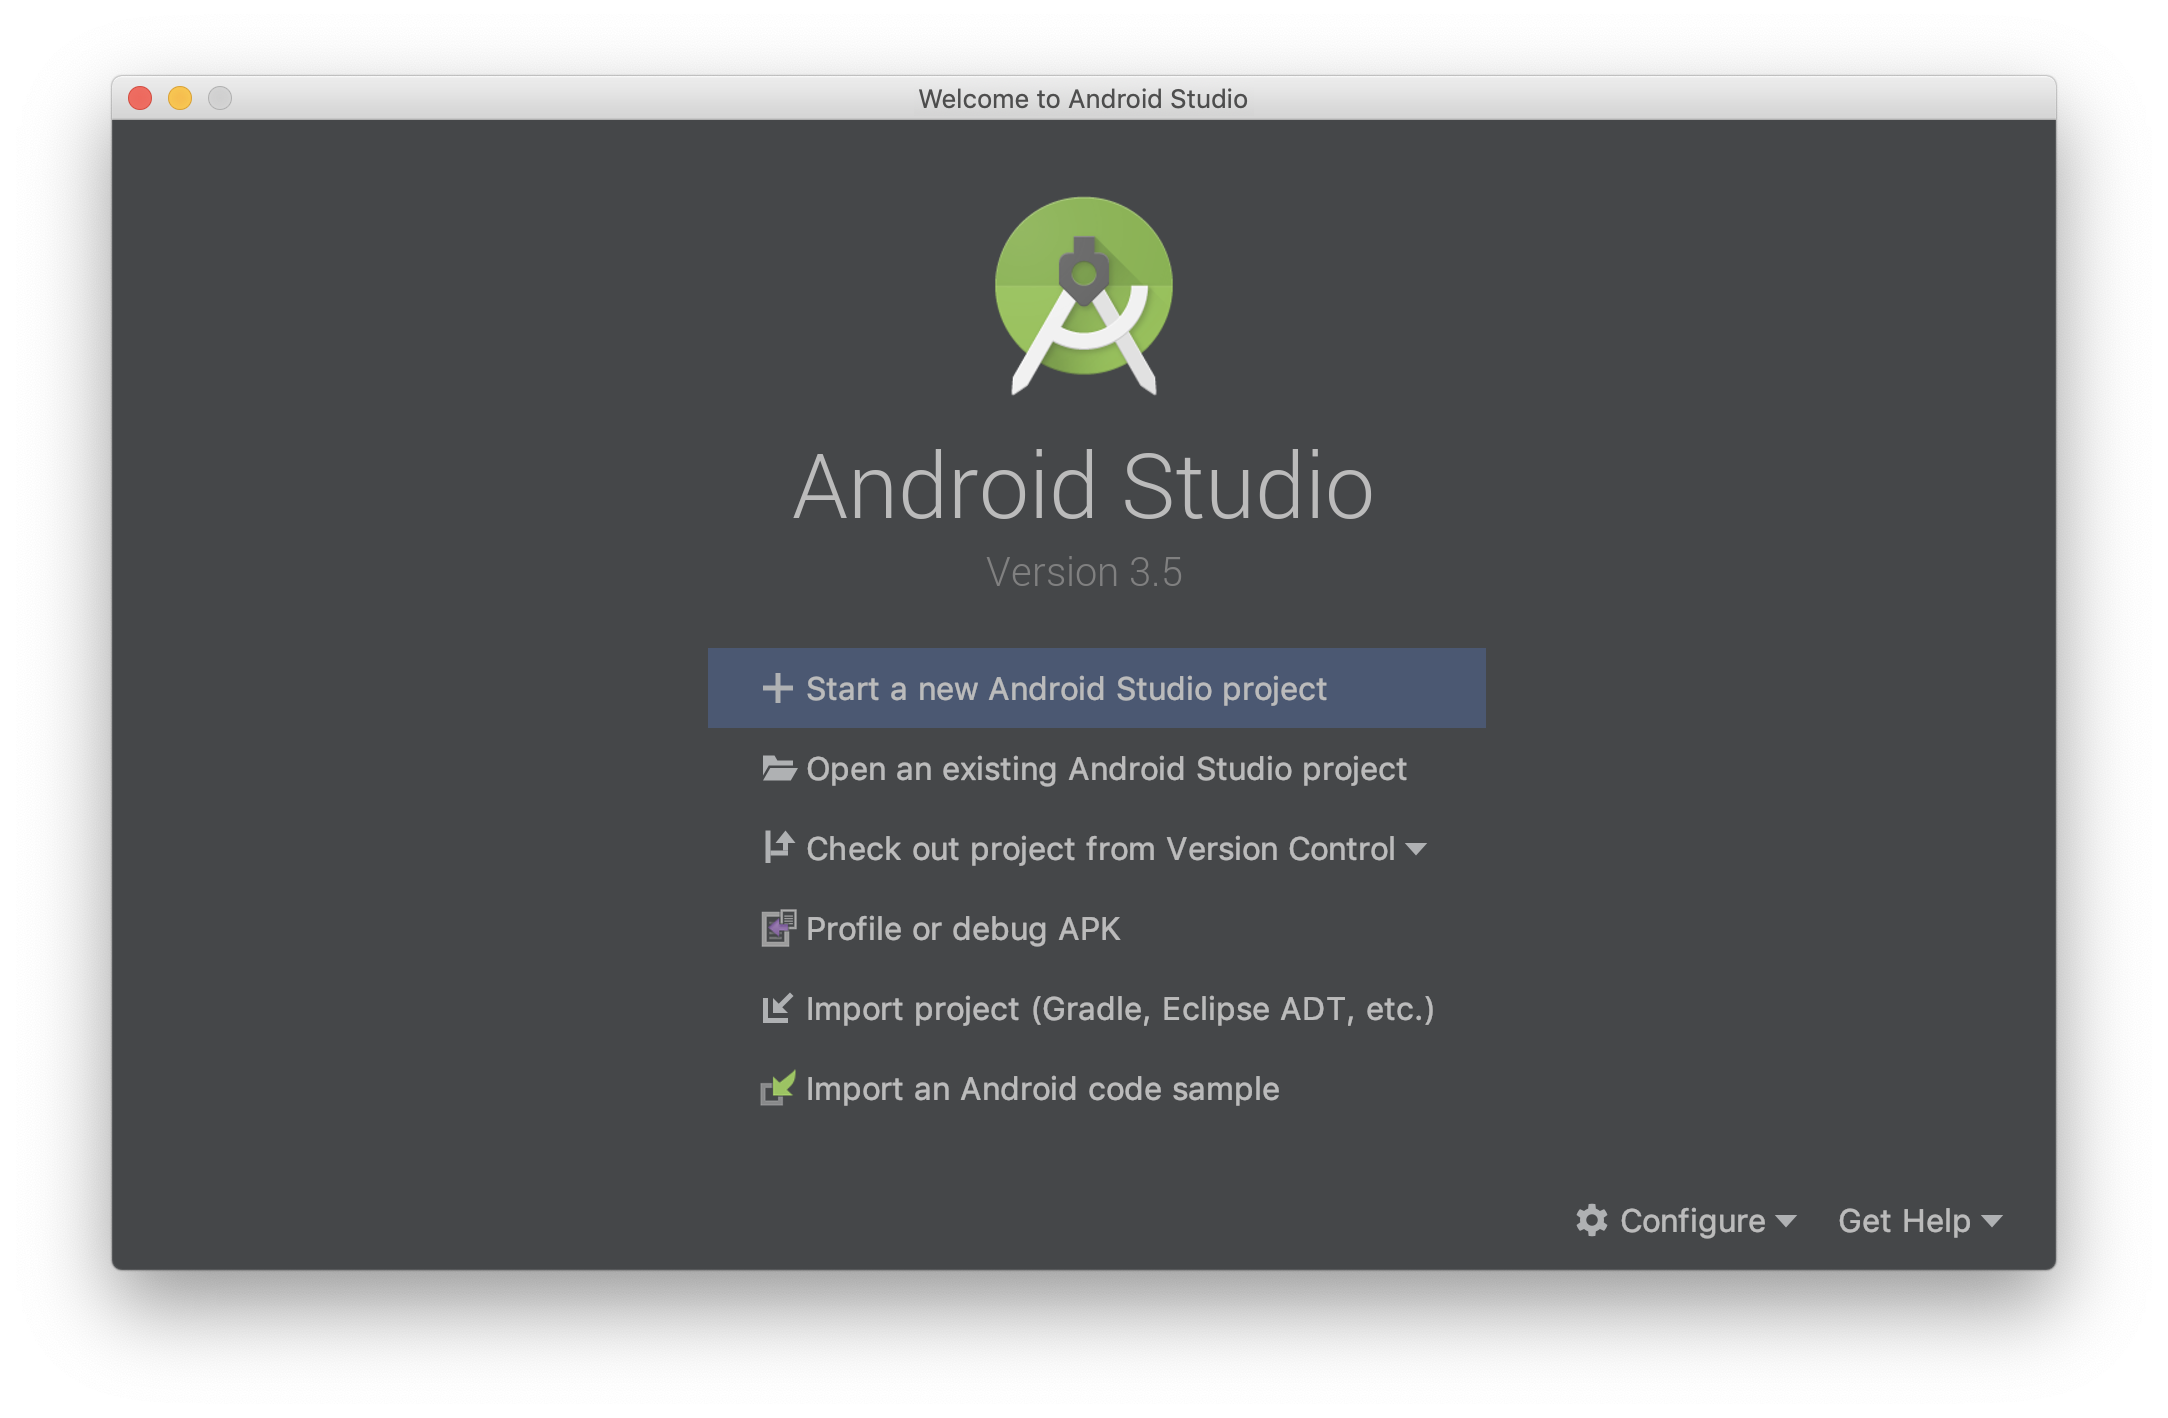 Welcome to Android Studio
Android Studio
Version 3.5
Start a new Android Studio project
Open an existing Android Studio project
Check out project from Version Control
Profile or debug APK
Import project (Gradle, Eclipse ADT, etc.)
Import an Android code sample
Configure Get Help